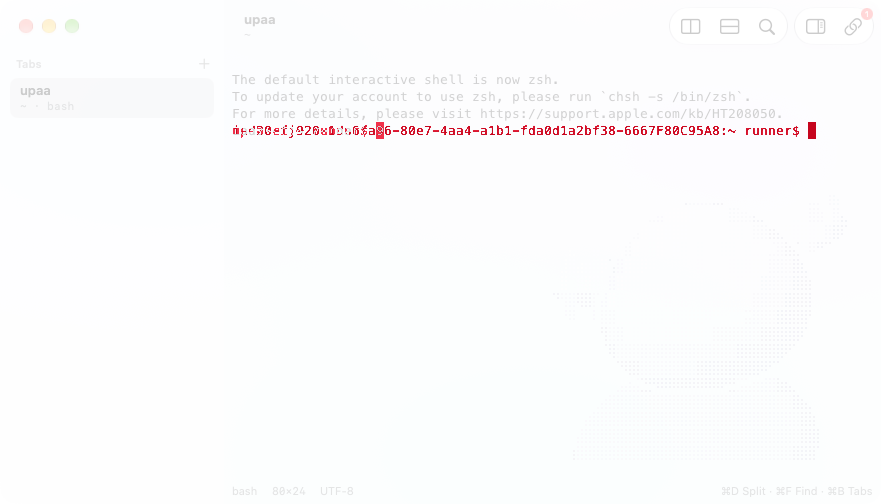 upaa
~
!
Tabs
upaa
~ · bash
The default interactive shell is now zsh.
To update your account to use zsh, please run `chsh -s /bin/zsh`.
For more details, please visit https://support.apple.com/kb/HT208050.
6-80e7-4aa4-a1b1-fda0d1a2bf38-6667F80C95A8:~ runner$
bash 80×24 UTF-8
⌘D Split · ⌘F Find · ⌘B Tabs